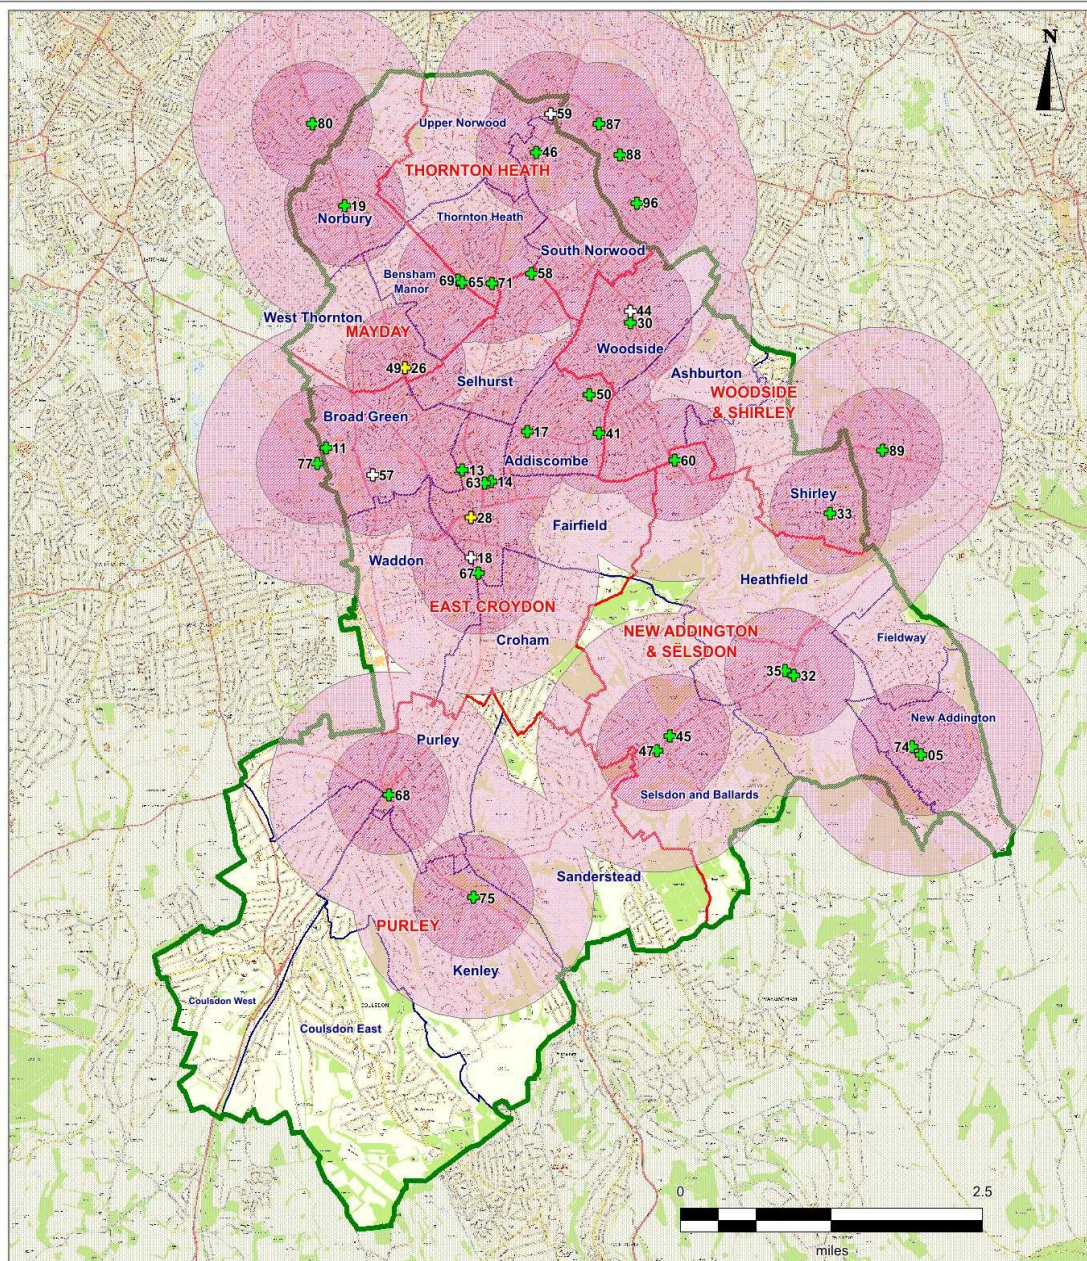 N
80
59
87
Upper Norwood
46
88
THORNTON HEATH
96
19
Norbury
Thornton Heath
South Norwood
58
Bensham
Manor
69
65
71
44
30
West Thornton
MAYDAY
Woodside
49
26
Selhurst
Ashburton
WOODSIDE
& SHIRLEY
50
Broad Green
17
41
11
77
13
Addiscombe
60
89
57
63
14
Shirley
33
28
Fairfield
18
Waddon
67
Heathfield
EAST CROYDON
Croham
NEW ADDINGTON
& SELSDON
Fieldway
35
32
New Addington
Purley
45
47
74
05
68
Selsdon and Ballards
Sanderstead
75
PURLEY
Kenley
Coulsdon West
COULSDON
Coulsdon East
0
2.5
miles